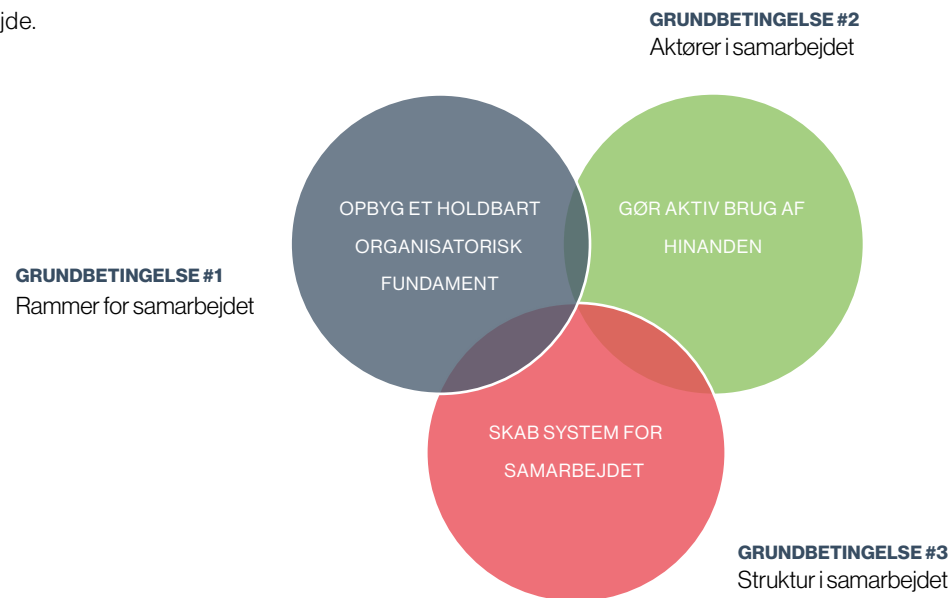 jde.
GRUNDBETINGELSE #2
Aktører i samarbejdet
OPBYG ET HOLDBART
ORGANISATORISK
FUNDAMENT
GØR AKTIV BRUG AF
HINANDEN
GRUNDBETINGELSE #1
Rammer for samarbejdet
SKAB SYSTEM FOR
SAMARBEJDET
GRUNDBETINGELSE #3
Struktur i samarbejdet